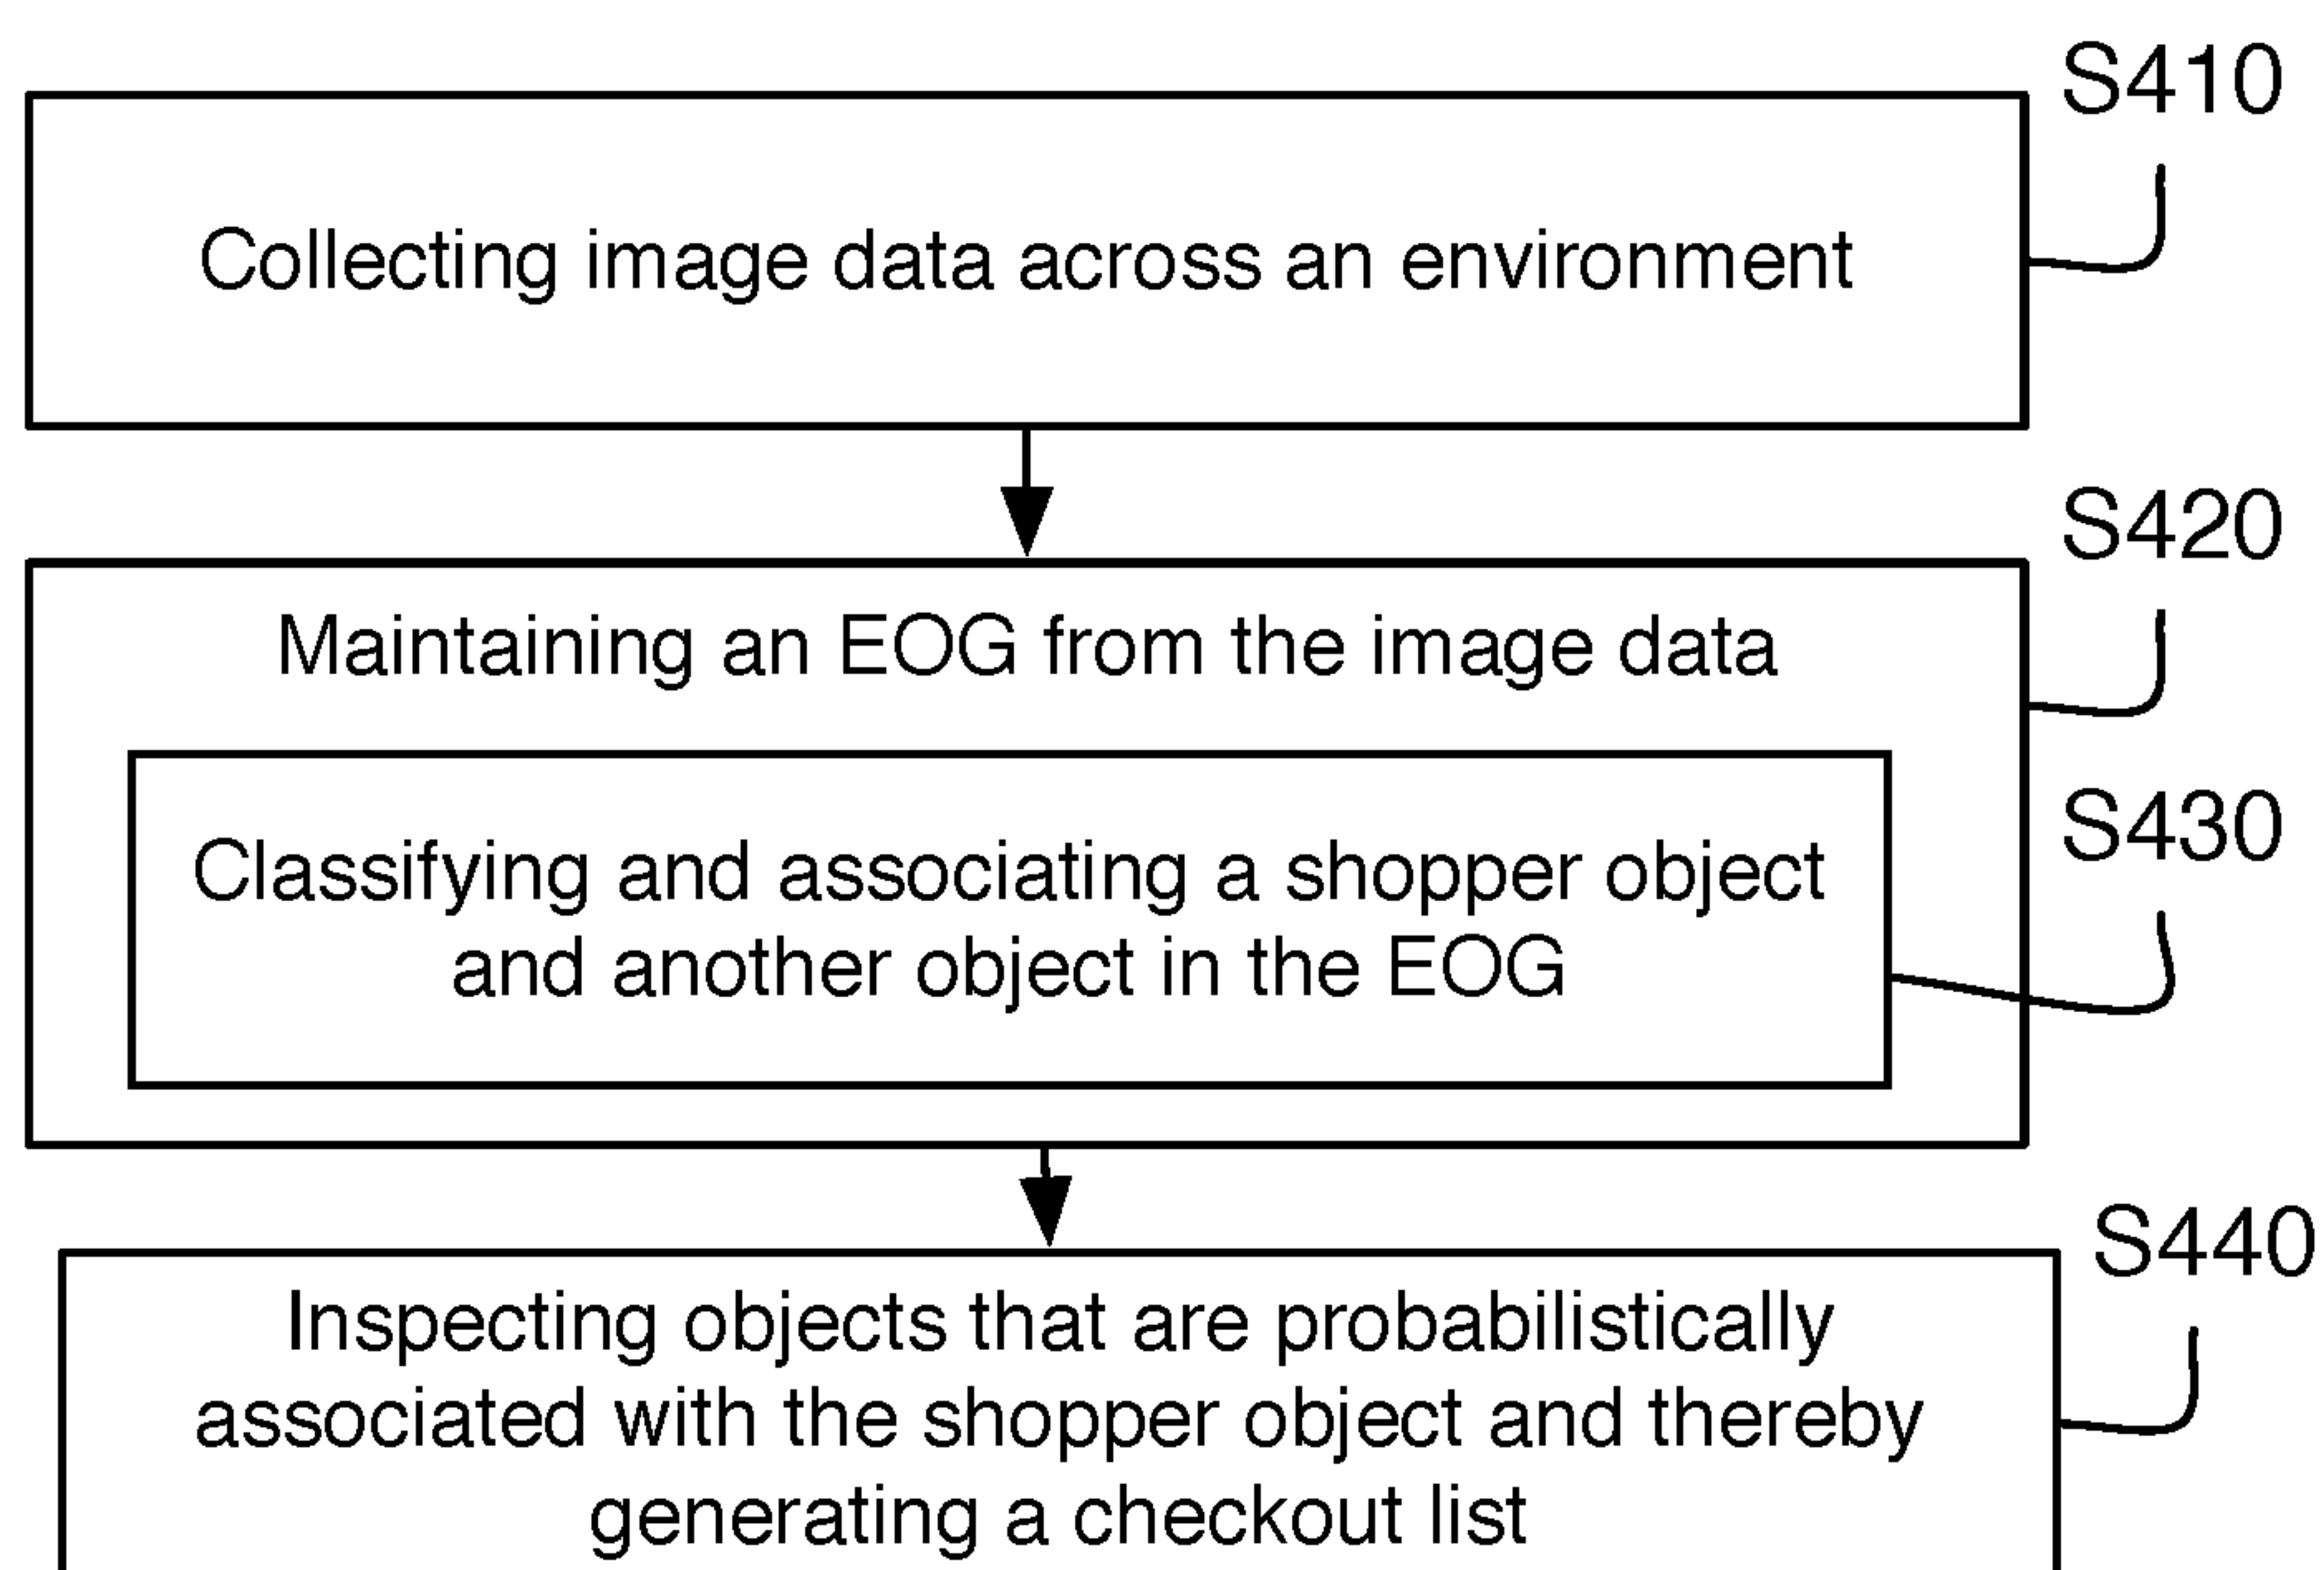 S410
Collecting image data across an environment
S420
Maintaining an EOG from the image data
S430
Classifying and associating a shopper object
and another object in the EOG
S440
Inspecting objects that are probabilistically
associated with the shopper object and thereby
generating a checkout list